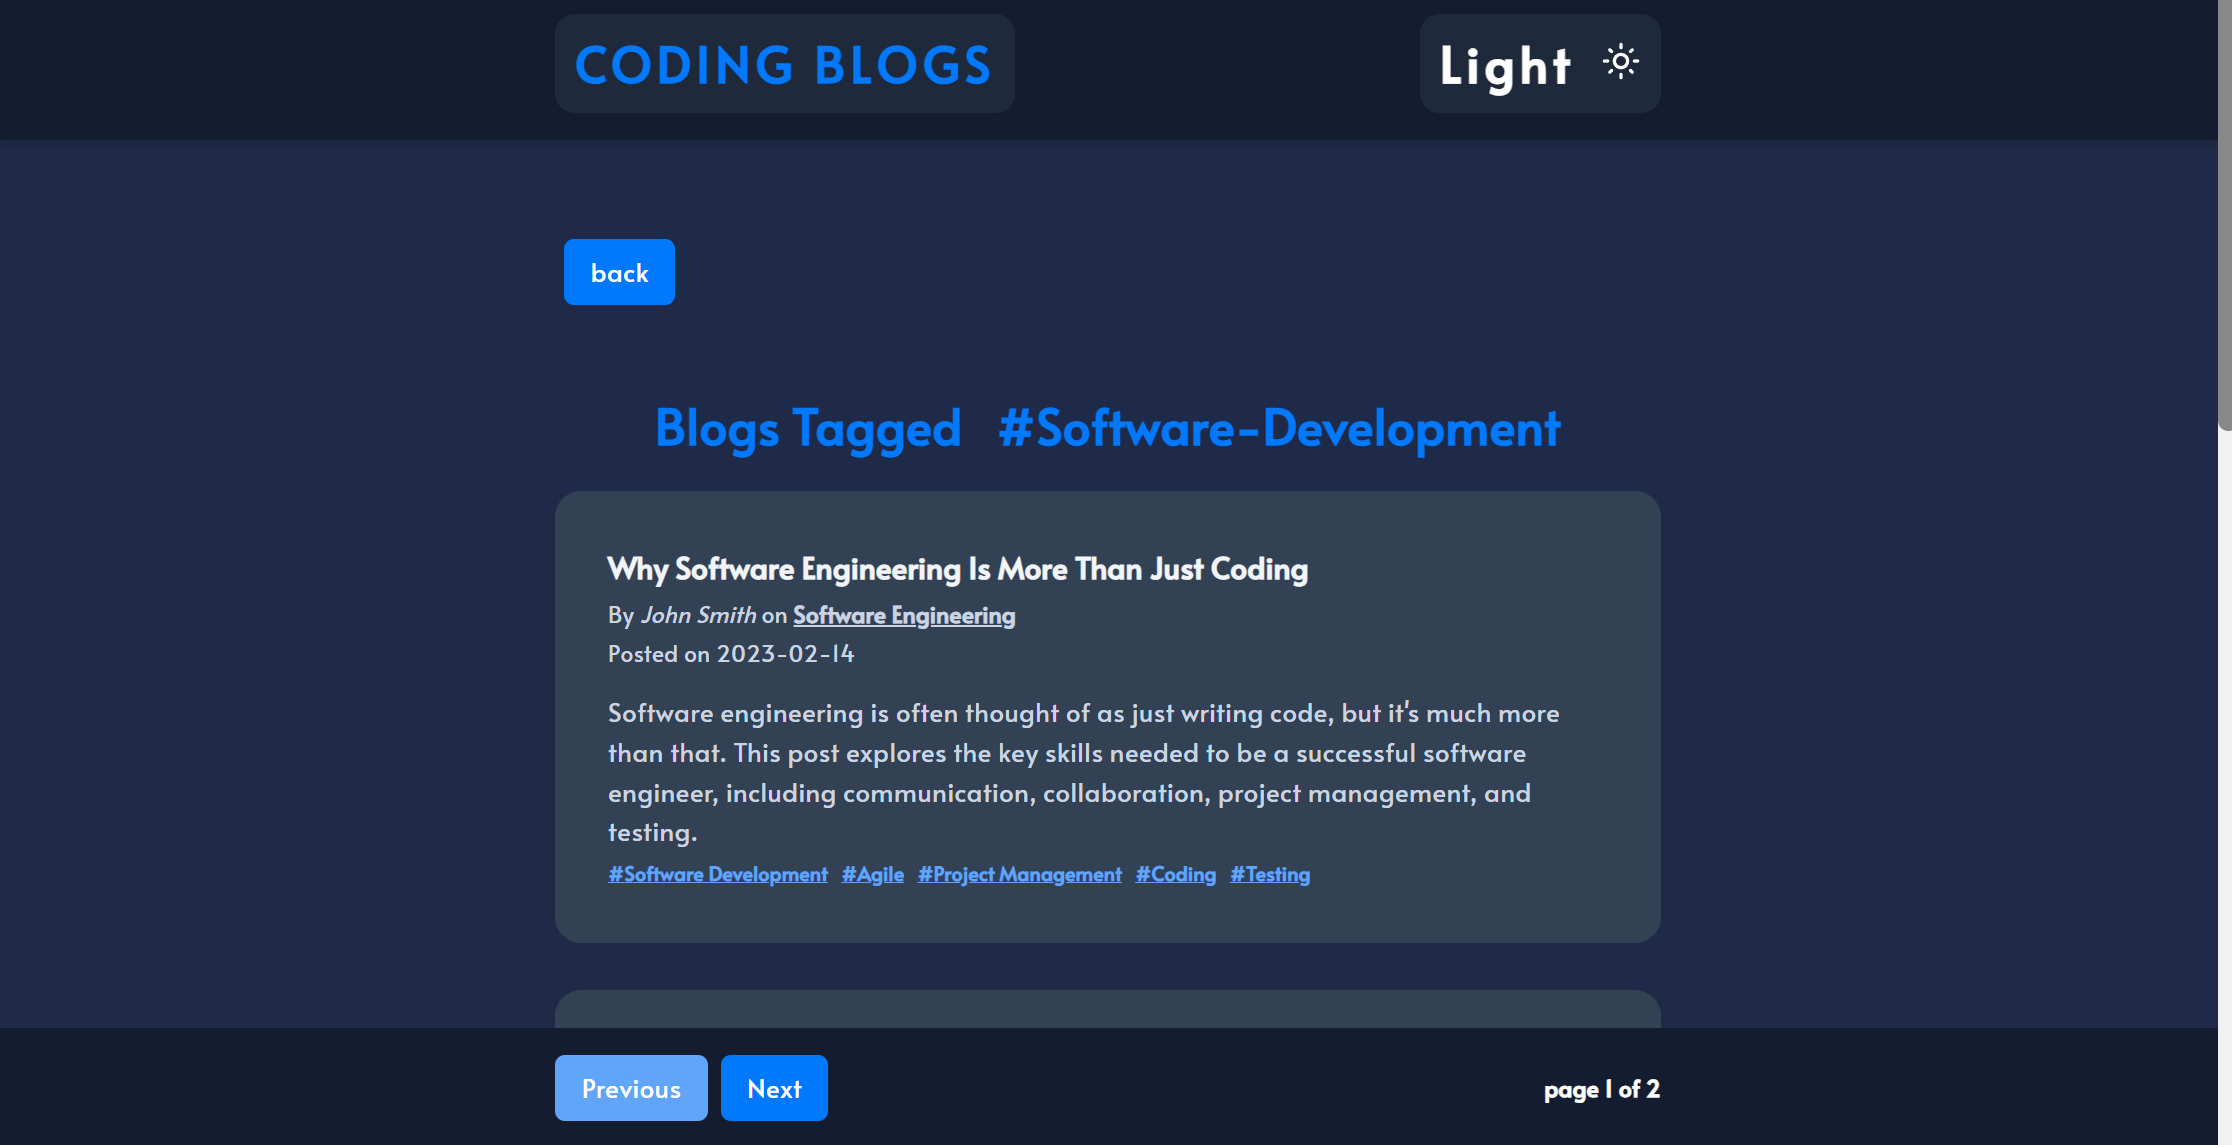 CODING BLOGS
Light
back
Blogs Tagged #Software-Development
Why Software Engineering Is More Than Just Coding
By John Smith on Software Engineering
Posted on 2023-02-14
Software engineering is often thought of as just writing code, but it's much more
than that. This post explores the key skills needed to be a successful software
engineer, including communication, collaboration, project management, and
testing.
#Software Development #Agile #Project Management #Coding #Testing
Previous Next page 1 of 2